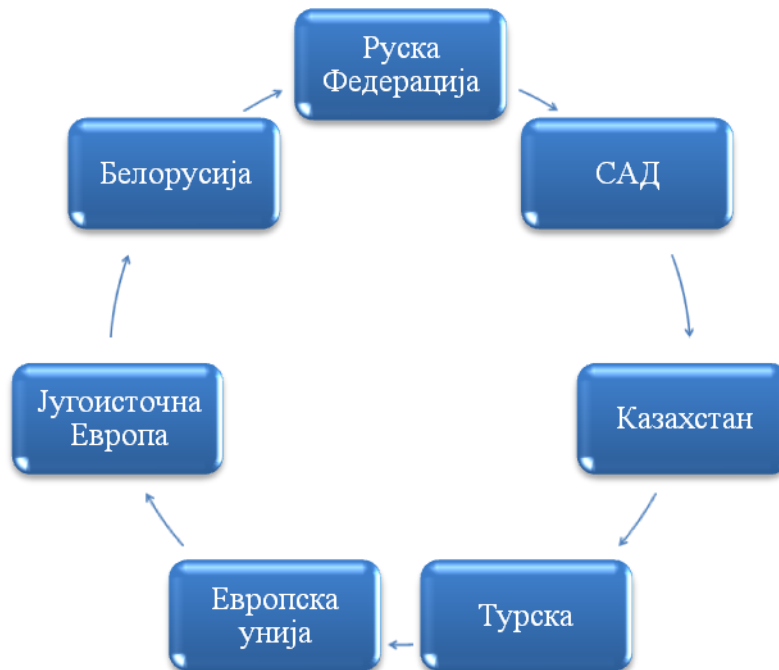 Руска
Федерација
САД
Казахстан
Турска
Европска
унија
Југоисточна
Европа
Белорусија